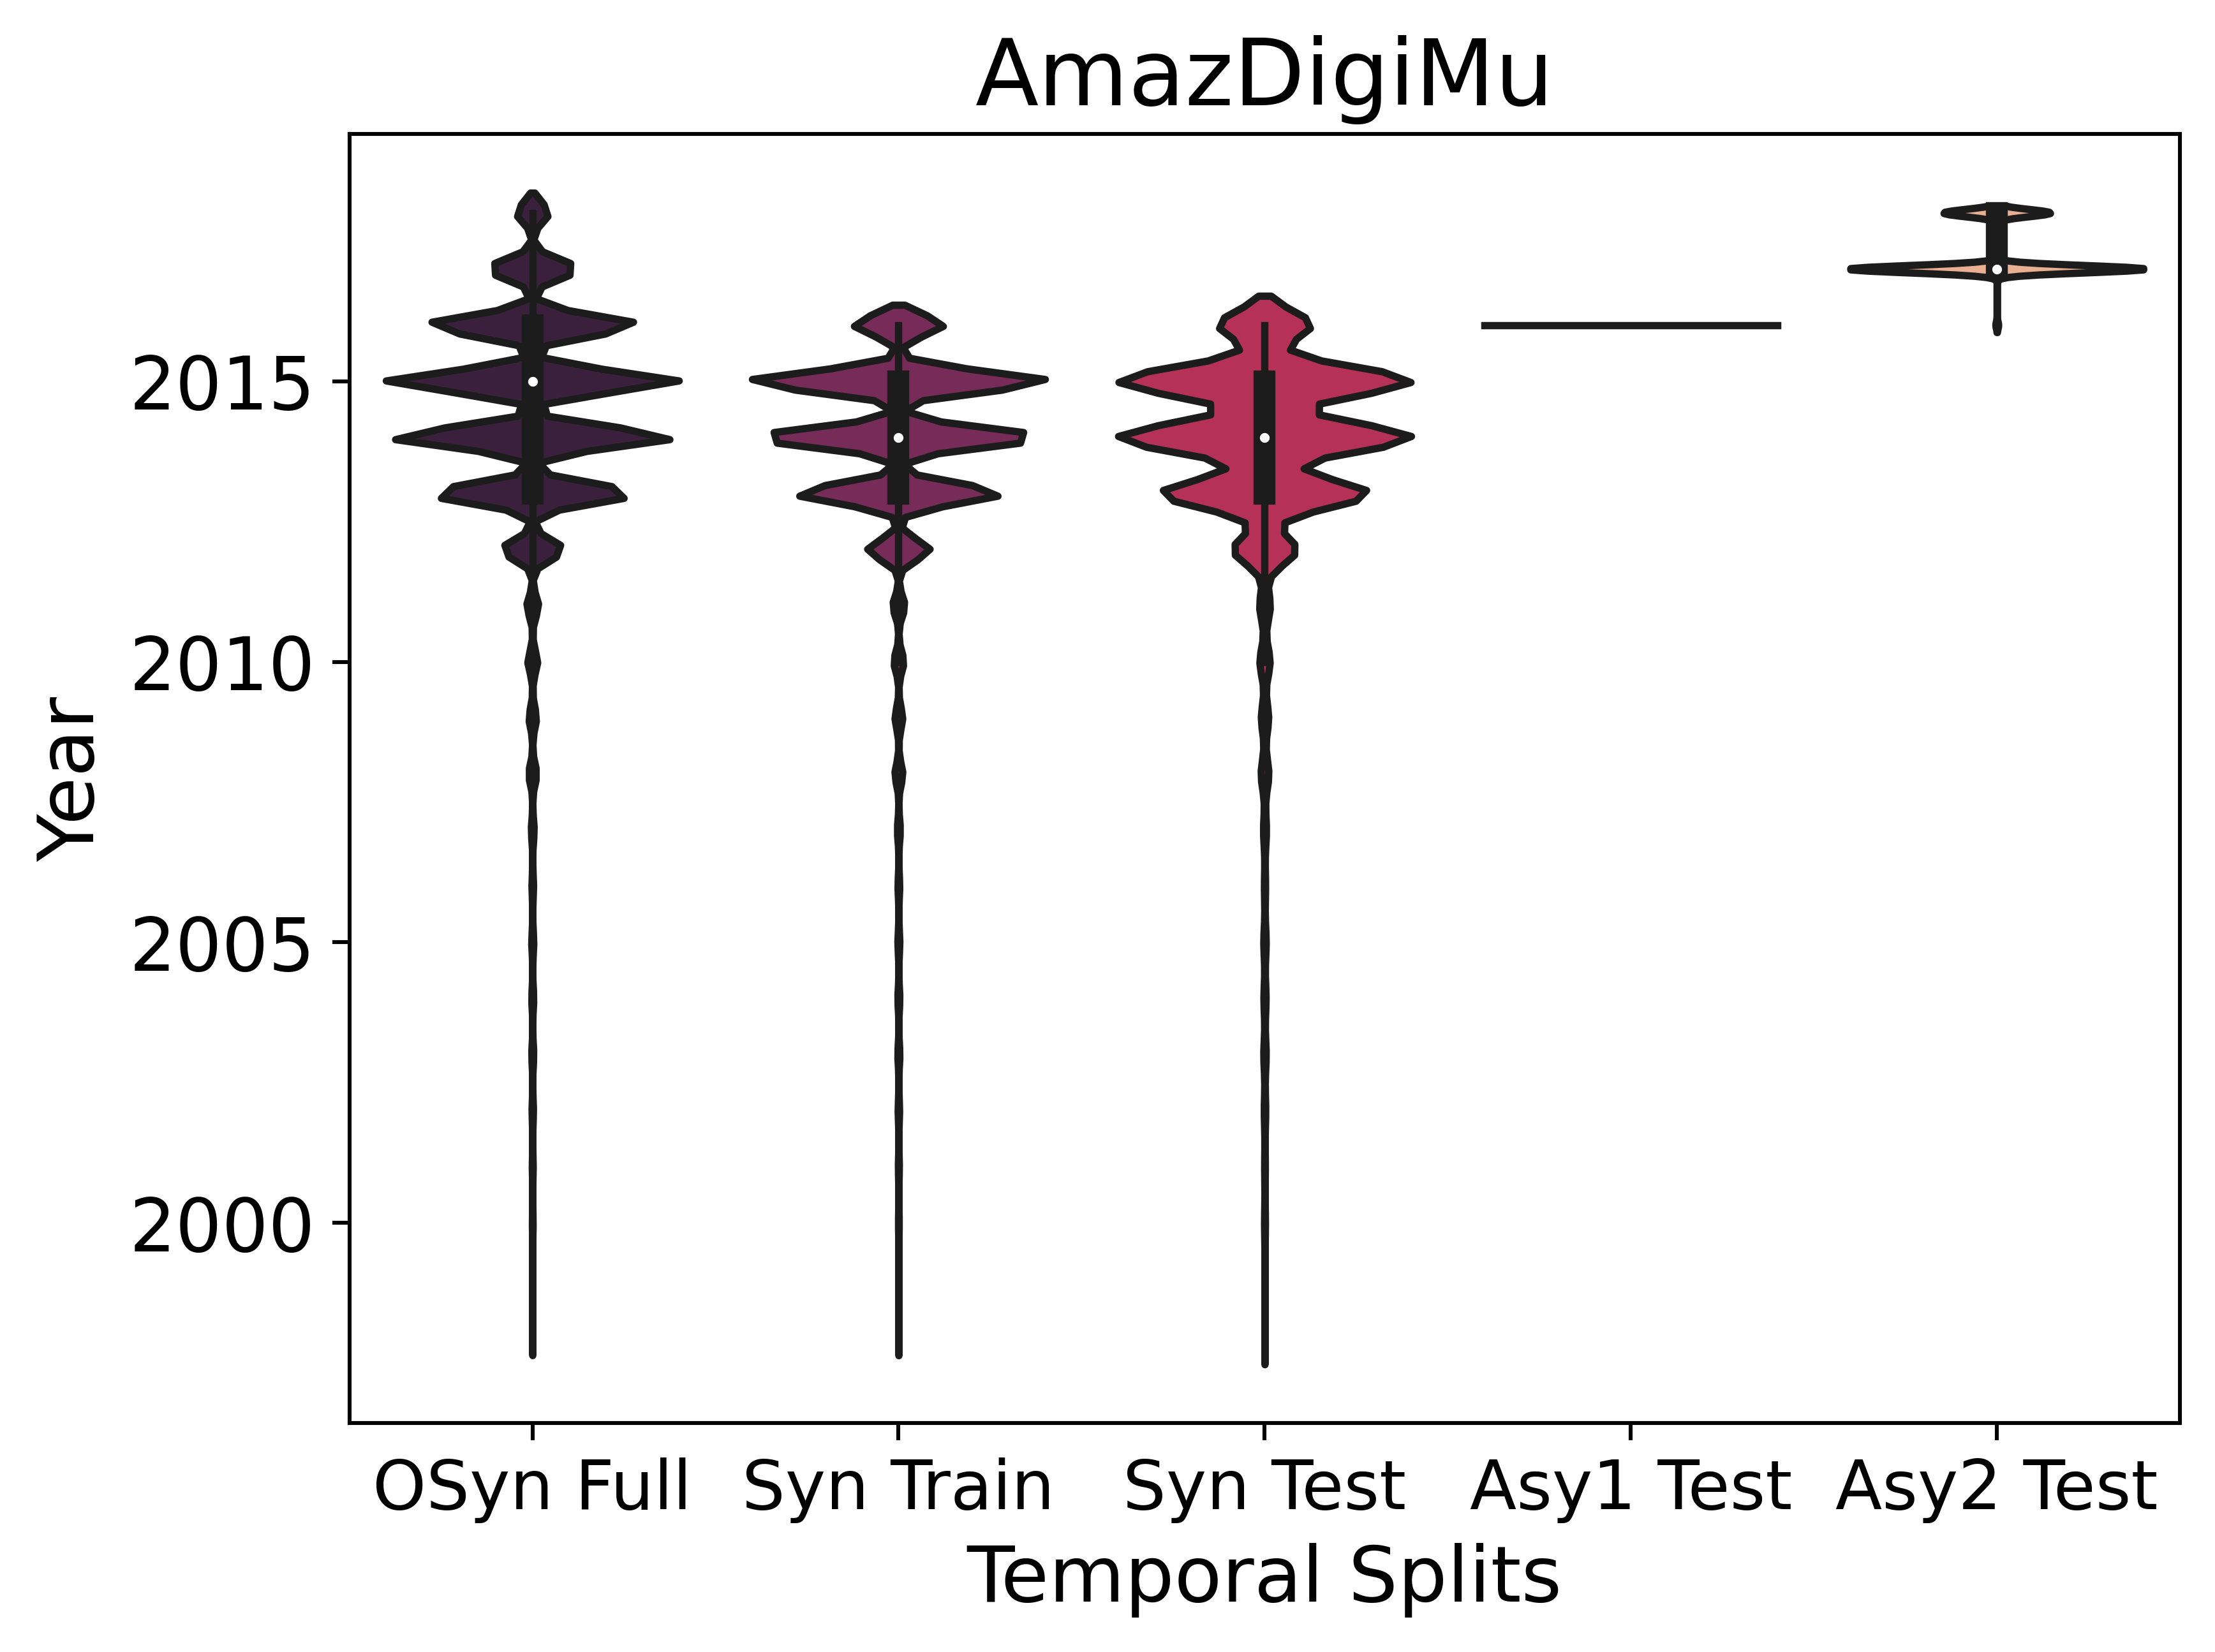 AmazDigiMu
Year
2015
2010
2005
2000
OSyn Full
Syn Train
Syn Test
Asy1 Test
Asy2 Test
Temporal Splits